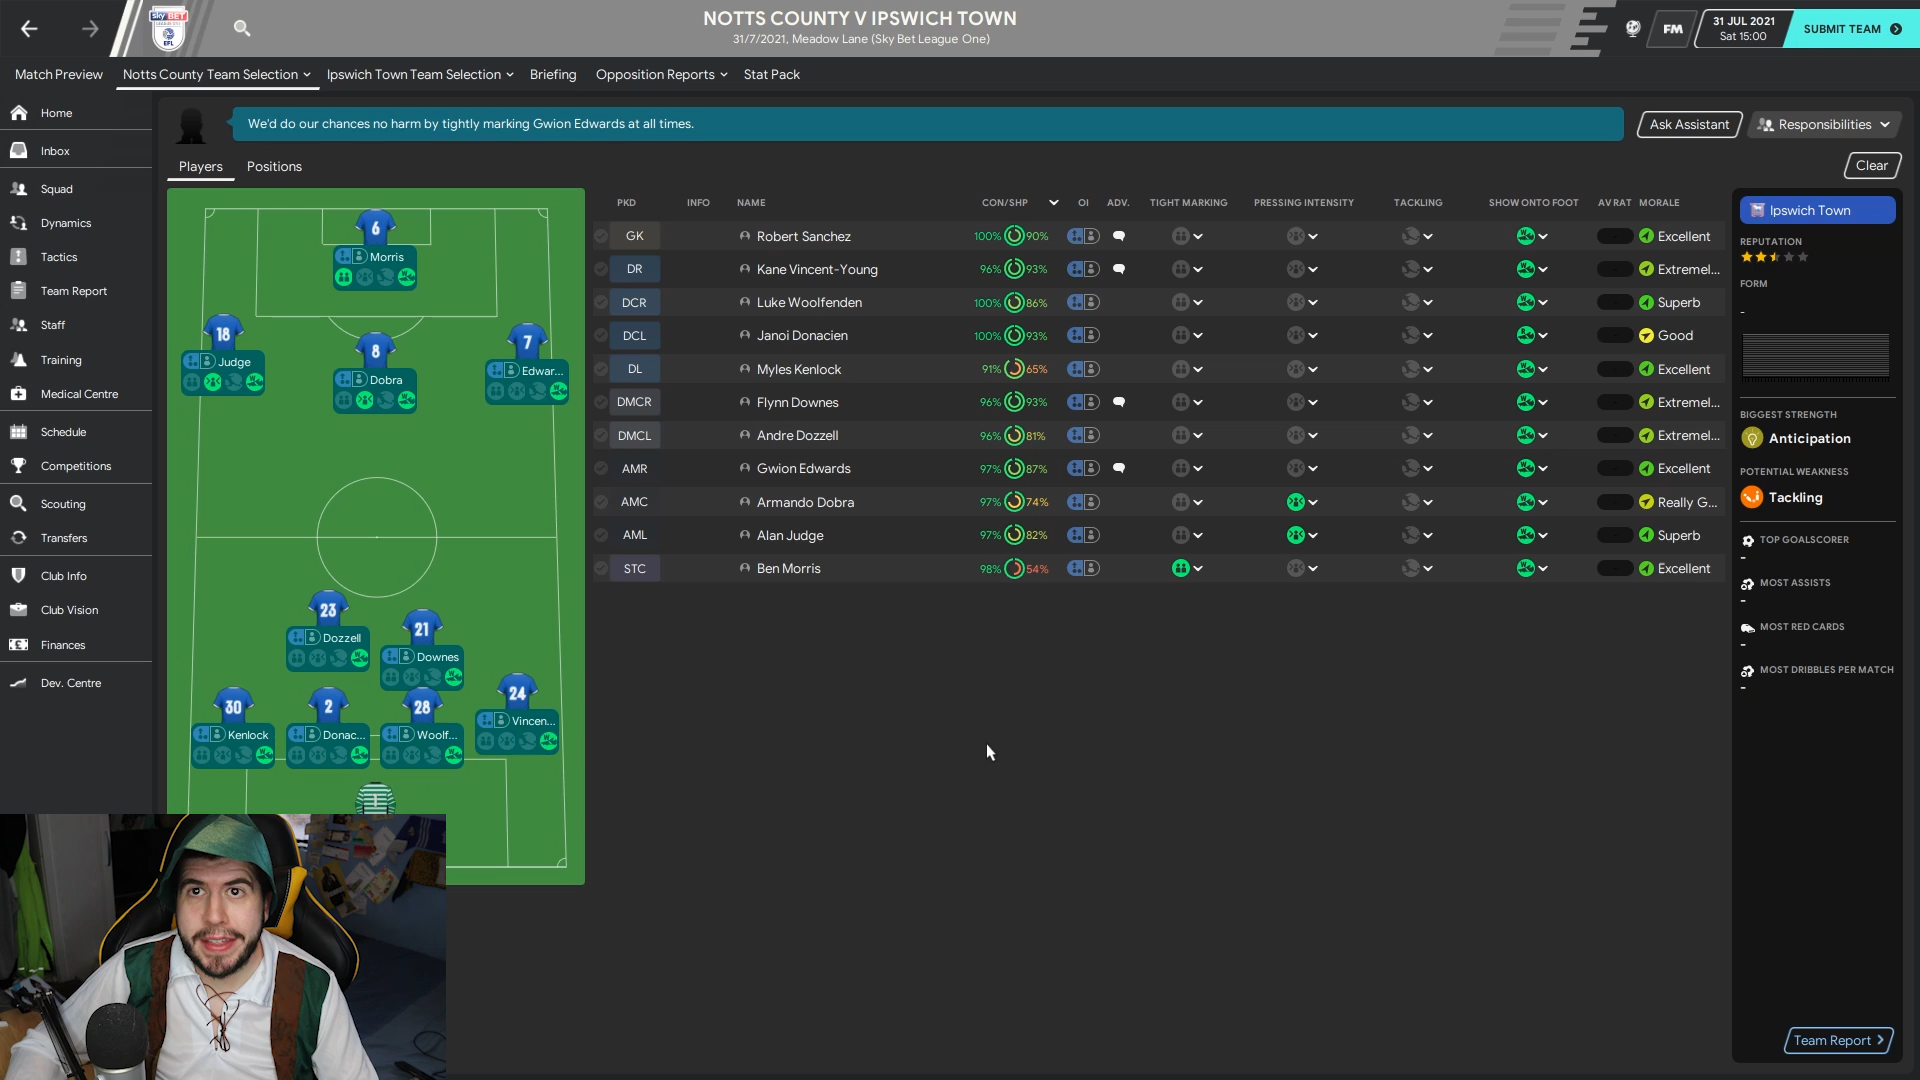 sky BET
EFL
NOTTS COUNTY V IPSWICH TOWN
31/7/2021, Meadow Lane (Sky Bet League One)
FM
31 JUL 2021
Sat 15:00
SUBMIT TEAM
Match Preview
Notts County Team Selection
Ipswich Town Team Selection
Briefing
Opposition Reports
Stat Pack
Home
Inbox
Squad
Dynamics
Tactics
Team Report
Staff
Training
Medical Centre
Schedule
Competitions
Scouting
Transfers
Club Info
Club Vision
Finances
Dev. Centre
We'd do our chances no harm by tightly marking Gwion Edwards at all times.
Ask Assistant
Responsibilities
Players
Positions
Clear
6
Morris
18
Judge
8
Dobra
7
Edwar...
23
Dozzell
21
Downes
30
Kenlock
2
Donac...
28
Woolf...
24
Vincen...
1
PKD INFO NAME CON/SHP OI ADV. TIGHT MARKING PRESSING INTENSITY TACKLING SHOW ONTO FOOT AV RAT MORALE
GK Robert Sanchez 100% 90% Excellent
DR Kane Vincent-Young 96% 93% Extremel...
DCR Luke Woolfenden 100% 86% Superb
DCL Janoi Donacien 100% 93% Good
DL Myles Kenlock 91% 65% Excellent
DMCR Flynn Downes 96% 93% Extremel...
DMCL Andre Dozzell 96% 81% Extremel...
AMR Gwion Edwards 97% 87% Excellent
AMC Armando Dobra 97% 74% Really G...
AML Alan Judge 97% 82% Superb
STC Ben Morris 98% 54% Excellent
Ipswich Town
REPUTATION
FORM
-
BIGGEST STRENGTH
Anticipation
POTENTIAL WEAKNESS
Tackling
TOP GOALSCORER
-
MOST ASSISTS
-
MOST RED CARDS
-
MOST DRIBBLES PER MATCH
-
Team Report